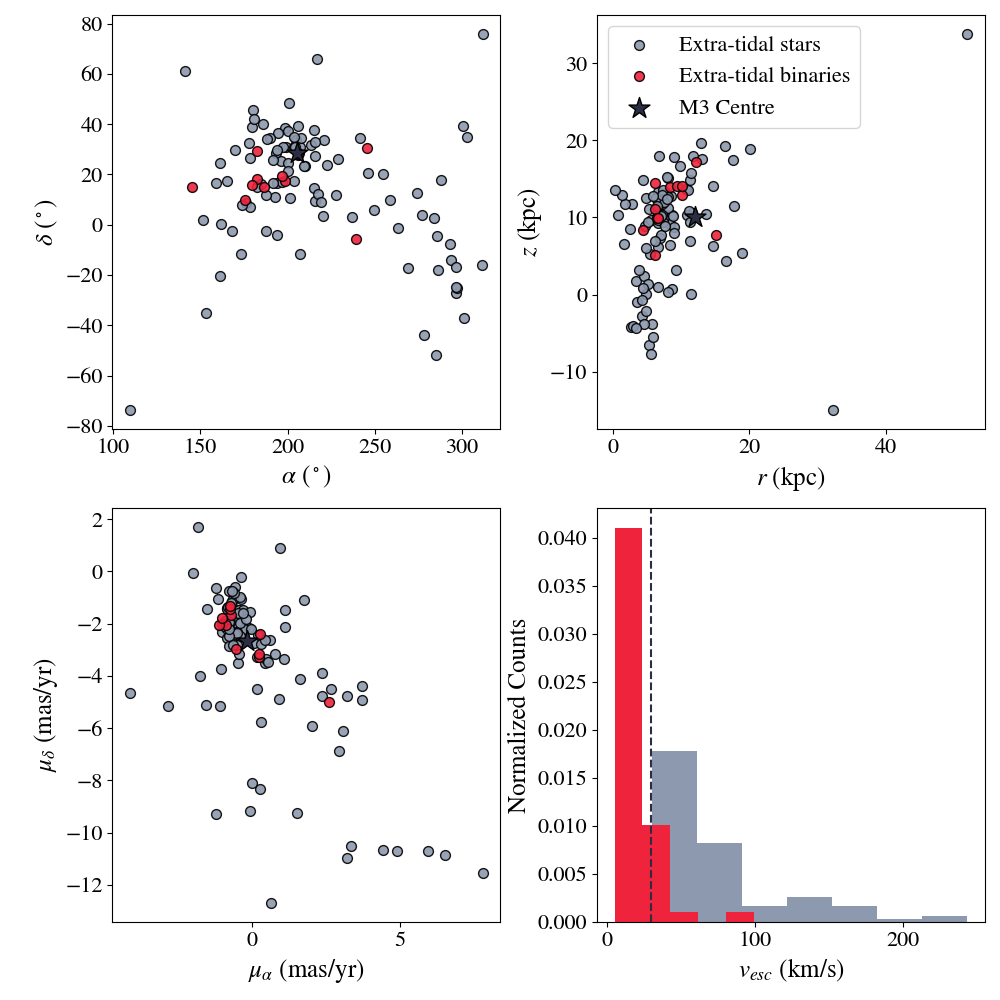 80
60
40
20
0
−20
−40
−60
−80
δ (°)
100 150 200 250 300
α (°)
30
20
10
0
−10
z (kpc)
0 20 40
r (kpc)
Extra-tidal stars
Extra-tidal binaries
M3 Centre
2
0
−2
−4
−6
−8
−10
−12
μδ (mas/yr)
0 5
μα (mas/yr)
0.040
0.035
0.030
0.025
0.020
0.015
0.010
0.005
0.000
Normalized Counts
0 100 200
vesc (km/s)